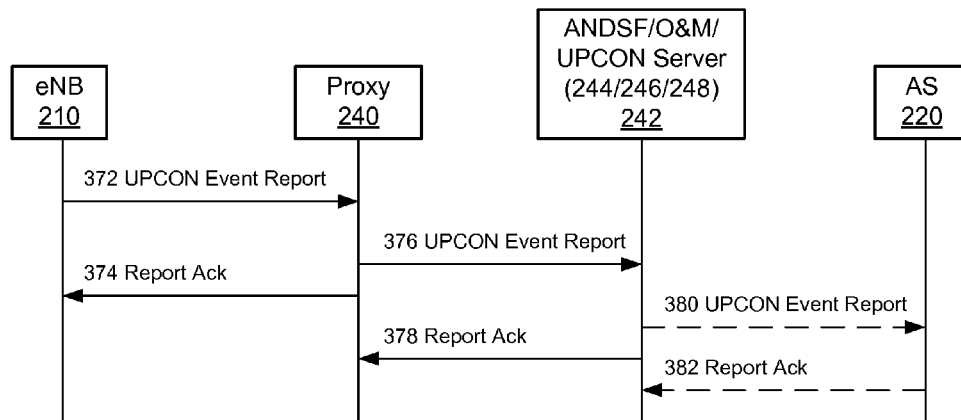 eNB
210
Proxy
240
ANDSF/O&M/
UPCON Server
(244/246/248)
242
AS
220
372 UPCON Event Report
376 UPCON Event Report
374 Report Ack
380 UPCON Event Report
378 Report Ack
382 Report Ack